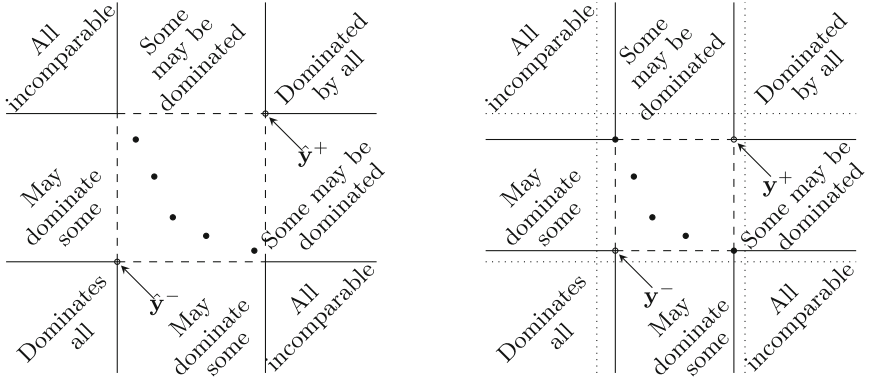 All
incomparable
Some
may be
dominated
Dominated
by all
ŷ⁺
May
dominate
some
Some may be
dominated
Dominates
all
ŷ⁻
May
dominate
some
All
incomparable
All
incomparable
Some
may be
dominated
Dominated
by all
y⁺
May
dominate
some
Some may be
dominated
Dominates
all
y⁻
May
dominate
some
All
incomparable